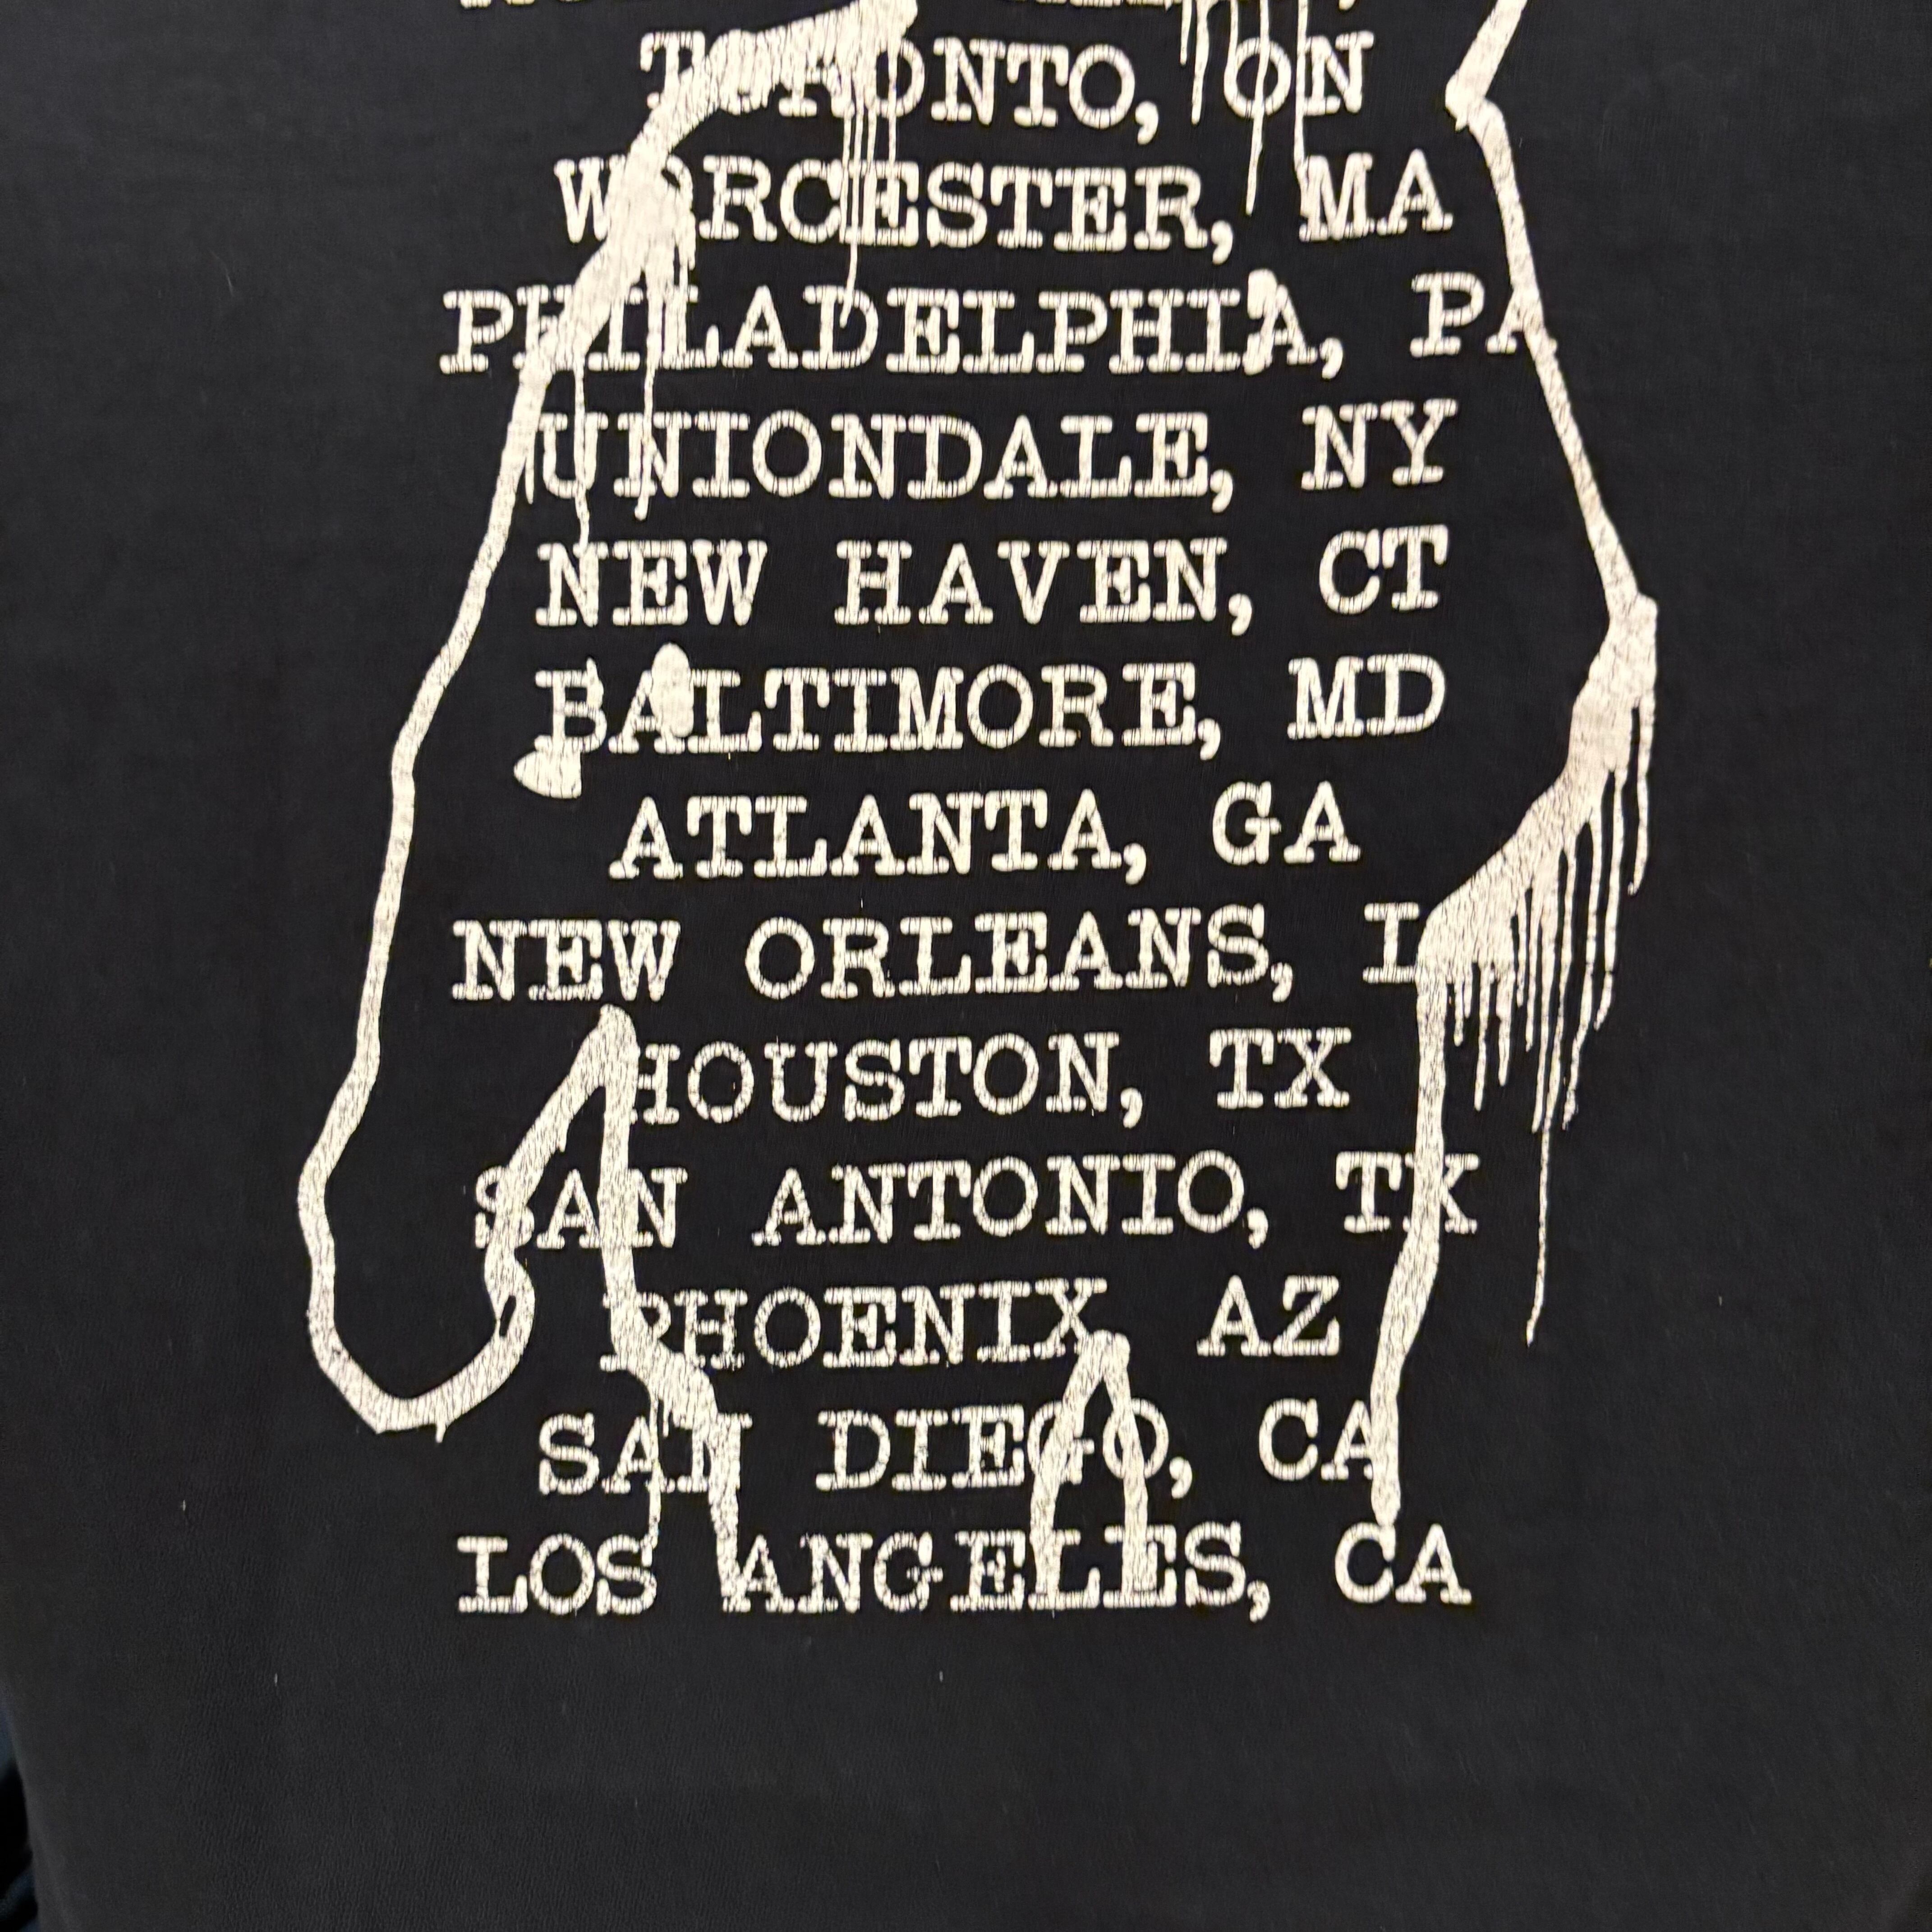 TORONTO, ON
WORCESTER, MA
PHILADELPHIA, PA
UNIONDALE, NY
NEW HAVEN, CT
BALTIMORE, MD
ATLANTA, GA
NEW ORLEANS, L
HOUSTON, TX
SAN ANTONIO, TX
PHOENIX, AZ
SAN DIEGO, CA
LOS ANGELES, CA